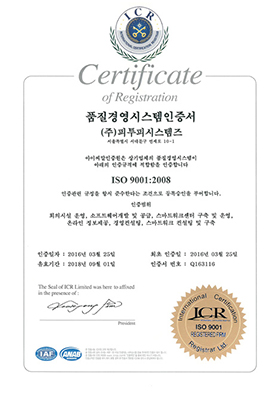 ICR
Certificate
of Registration
품질경영시스템인증서
(주)피투피시스템즈
서울특별시 서대문구 연세로 10-1
아이씨알인증원은 상기업체의 품질경영시스템이
아래의 인증규격에 적합함을 인증합니다
ISO 9001:2008
인증관련 규정을 항시 준수한다는 조건으로 등록승인을 부여합니다.
인증범위
회의시설 운영, 소프트웨어개발 및 공급, 스마트워크센터 구축 및 운영,
온라인 정보제공, 경영컨설팅, 스마트워크 컨설팅 및 구축
인증일자 : 2016년 03월 25일
최초 인증일 : 2016년 03월 25일
유효기간 : 2018년 09월 01일
인증서 번호 : Q163116
The Seal of ICR Limited was here to affixed
in the presence of :
President
IAF
ANAB
International Certification
Registrar Ltd.
ICR
ISO 9001
REGISTERED FIRM